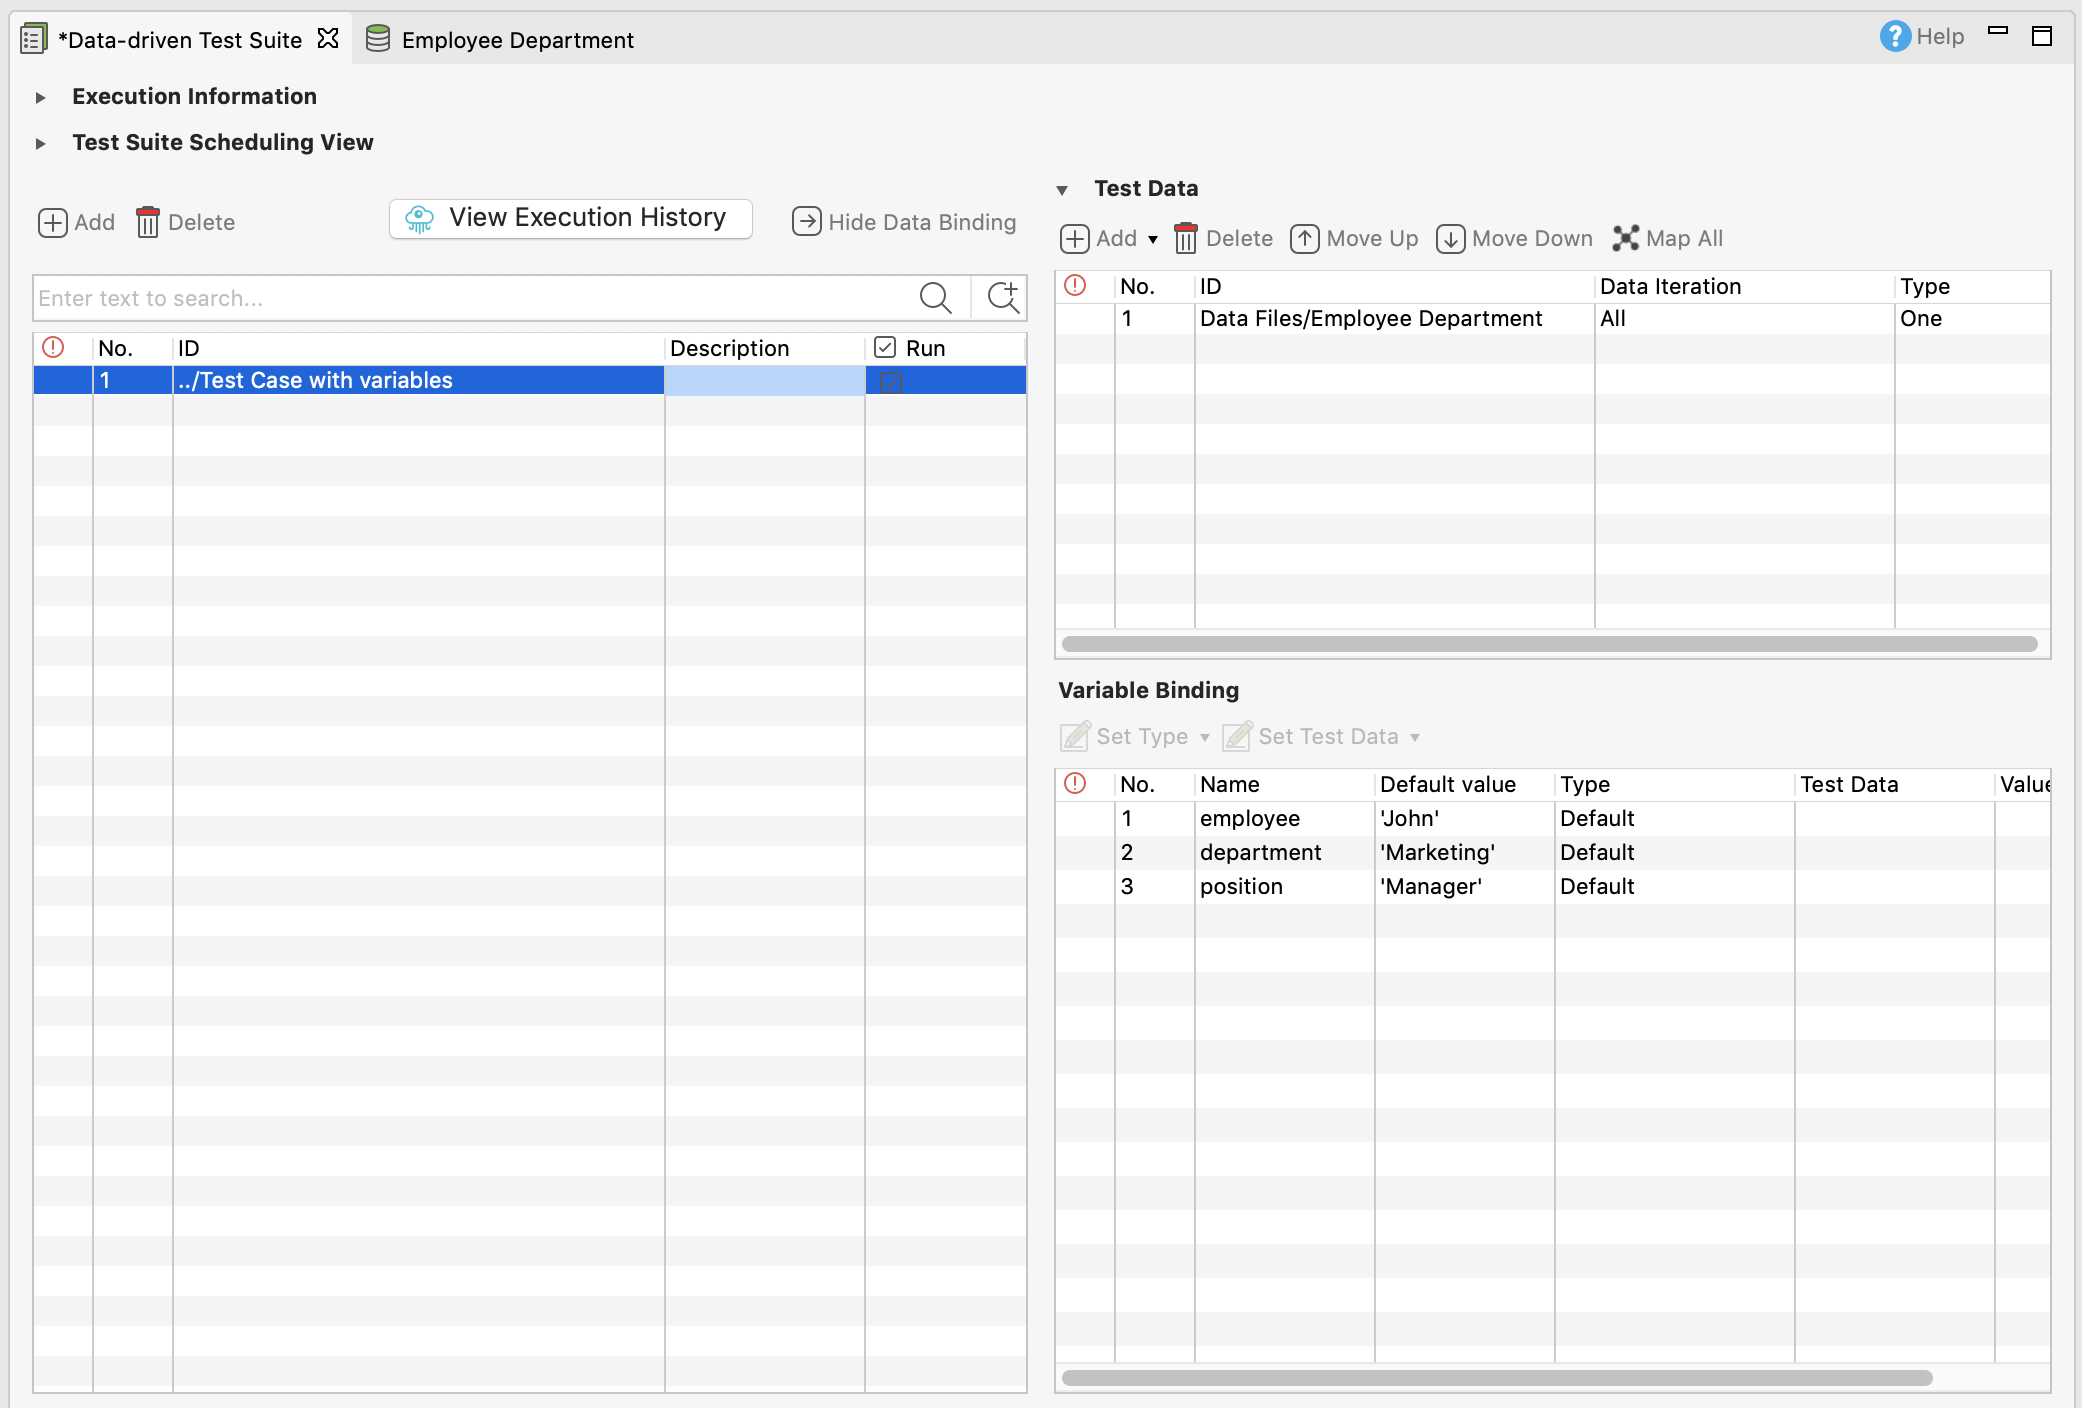 *Data-driven Test Suite
Employee Department
Help
Execution Information
Test Suite Scheduling View
Add
Delete
View Execution History
Hide Data Binding
Enter text to search...
No. ID Description Run
1 ../Test Case with variables
Test Data
Add Delete Move Up Move Down Map All
No. ID Data Iteration Type
1 Data Files/Employee Department All One
Variable Binding
Set Type Set Test Data
No. Name Default value Type Test Data Value
1 employee 'John' Default
2 department 'Marketing' Default
3 position 'Manager' Default